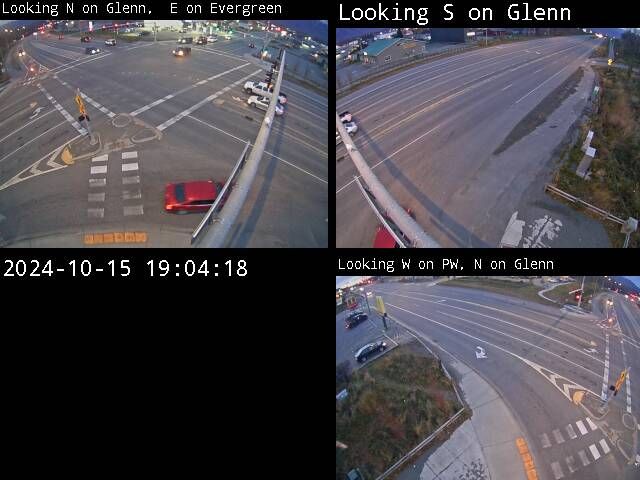 Looking N on Glenn,  E on Evergreen
Looking S on Glenn
2024-10-15 19:04:18
Looking W on PW, N on Glenn